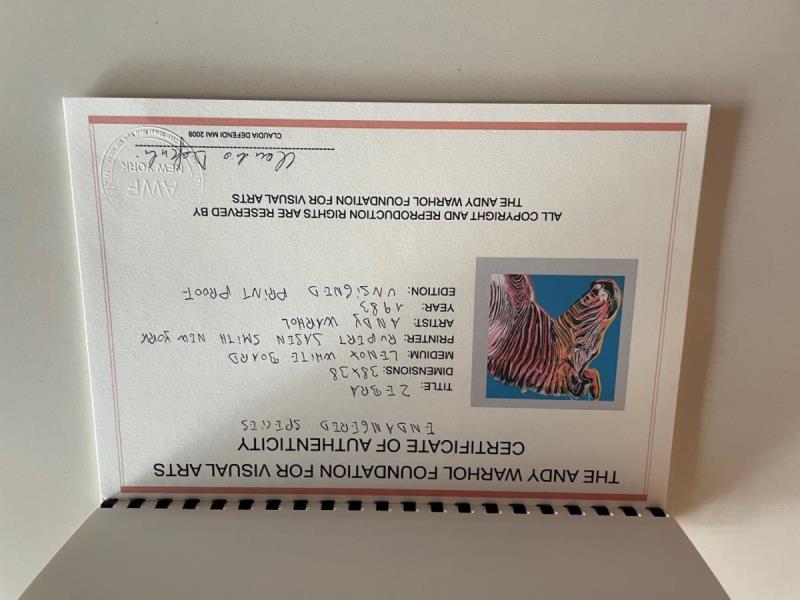 THE ANDY WARHOL FOUNDATION FOR VISUAL ARTS
CERTIFICATE OF AUTHENTICITY
ENDANGERED SPECIES
TITLE: ZEBRA
DIMENSIONS: 38X38
MEDIUM: LENOX WHITE BOARD
PRINTER: RUPERT JASEN SMITH NEW YORK
ARTIST: ANDY WARHOL
YEAR: 1983
EDITION: UNSIGNED PRINT PROOF
ALL COPYRIGHT AND REPRODUCTION RIGHTS ARE RESERVED BY
THE ANDY WARHOL FOUNDATION FOR VISUAL ARTS
Claudia Defendi
CLAUDIA DEFENDI MAI 2008
AWF
NEW YORK